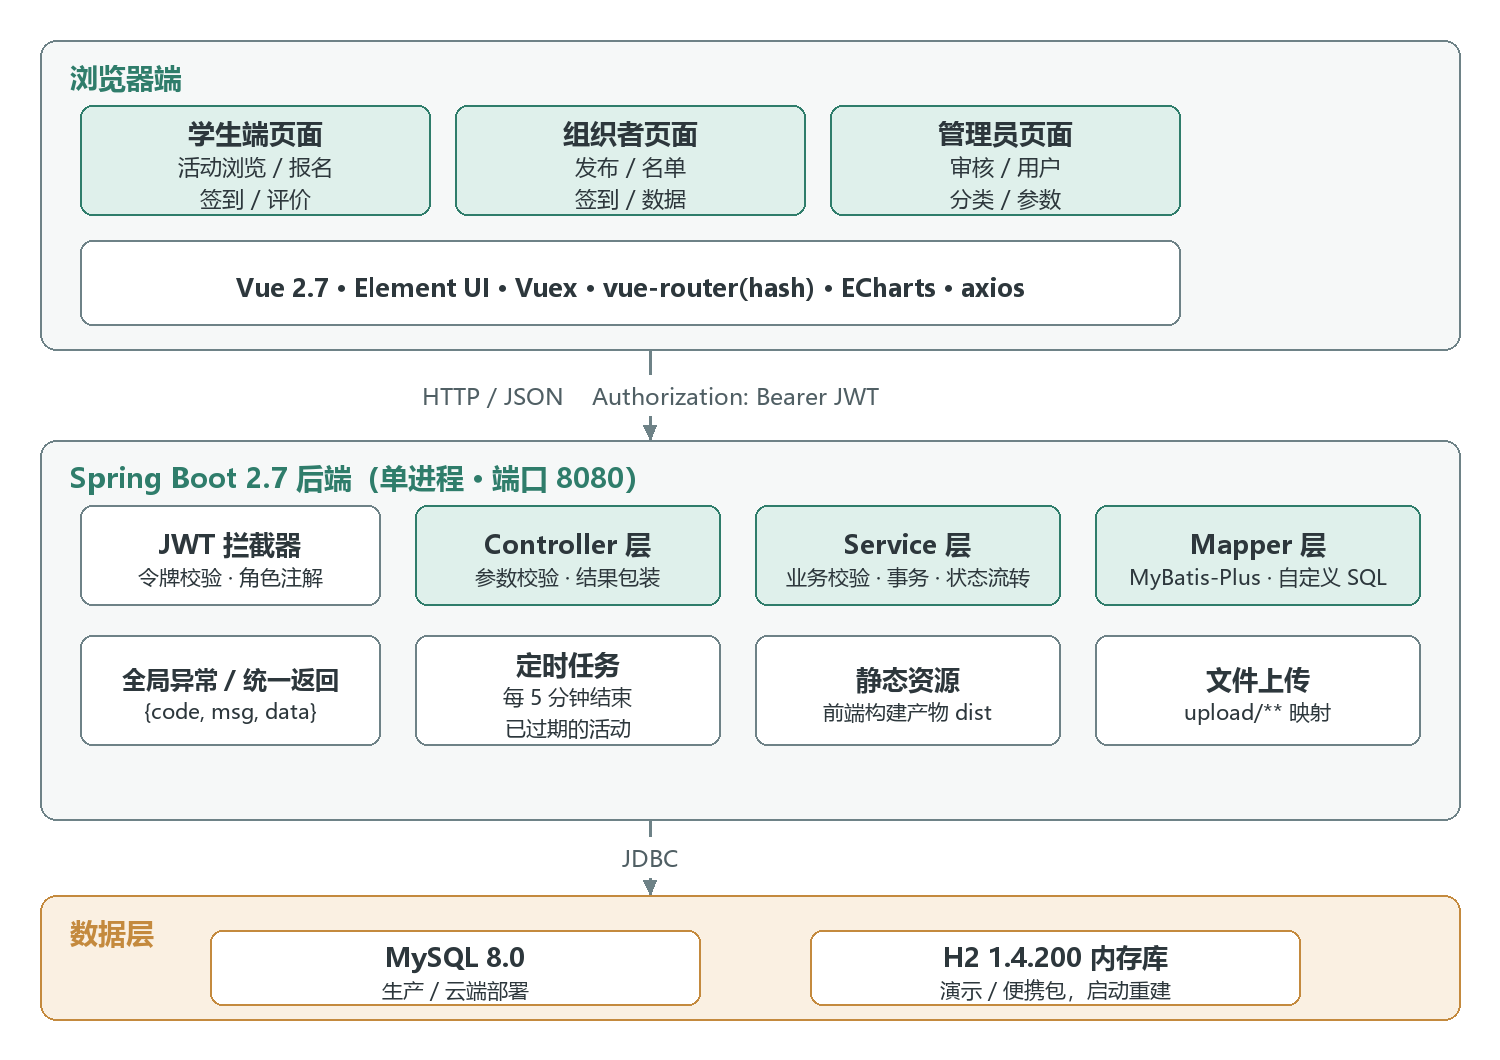 浏览器端
学生端页面
活动浏览 / 报名
签到 / 评价
组织者页面
发布 / 名单
签到 / 数据
管理员页面
审核 / 用户
分类 / 参数
Vue 2.7 • Element UI • Vuex • vue-router(hash) • ECharts • axios
HTTP / JSON    Authorization: Bearer JWT
Spring Boot 2.7 后端（单进程 • 端口 8080）
JWT 拦截器
令牌校验 · 角色注解
Controller 层
参数校验 · 结果包装
Service 层
业务校验 · 事务 · 状态流转
Mapper 层
MyBatis-Plus · 自定义 SQL
全局异常 / 统一返回
{code, msg, data}
定时任务
每 5 分钟结束
已过期的活动
静态资源
前端构建产物 dist
文件上传
upload/** 映射
JDBC
数据层
MySQL 8.0
生产 / 云端部署
H2 1.4.200 内存库
演示 / 便携包，启动重建